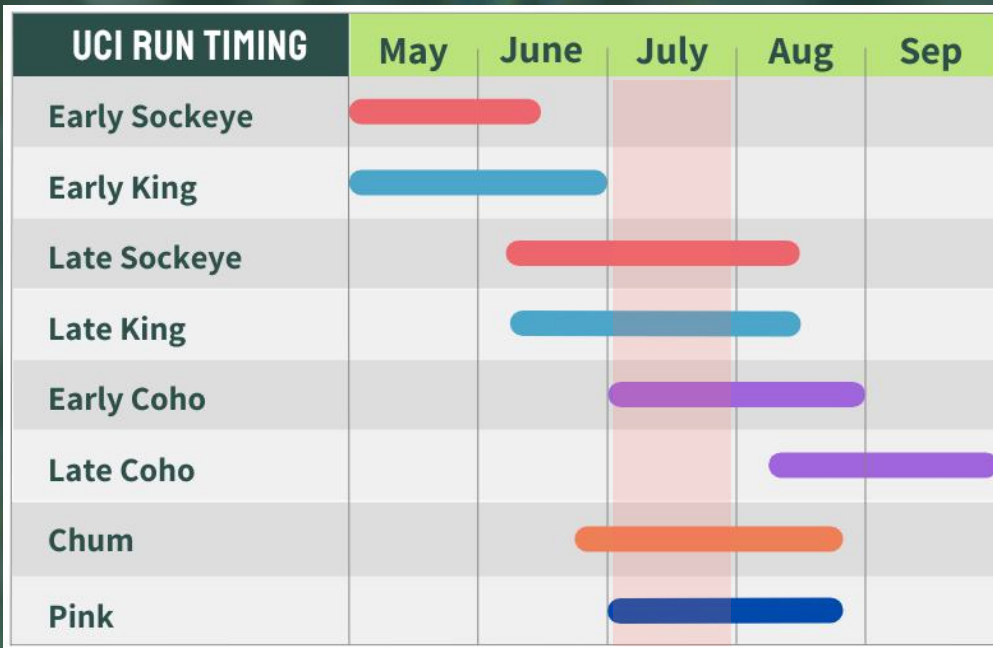 UCI RUN TIMING May June July Aug Sep
Early Sockeye
Early King
Late Sockeye
Late King
Early Coho
Late Coho
Chum
Pink